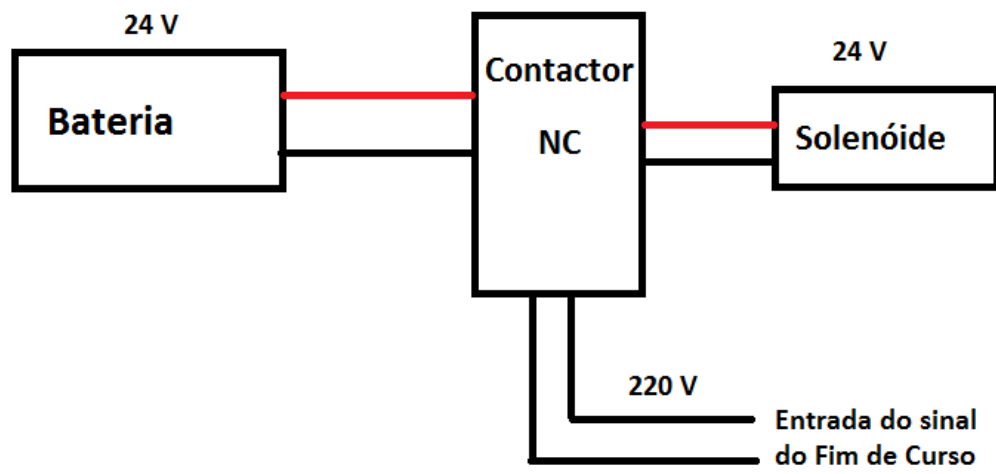 24 V
Bateria
Contactor
NC
24 V
Solenóide
220 V
Entrada do sinal
do Fim de Curso